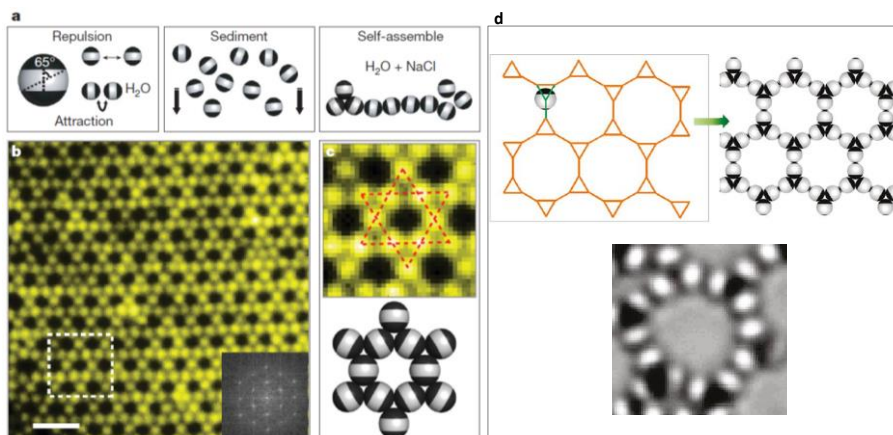 a
Repulsion
65°
H₂O
Attraction
Sediment
Self-assemble
H₂O + NaCl
b
c
d